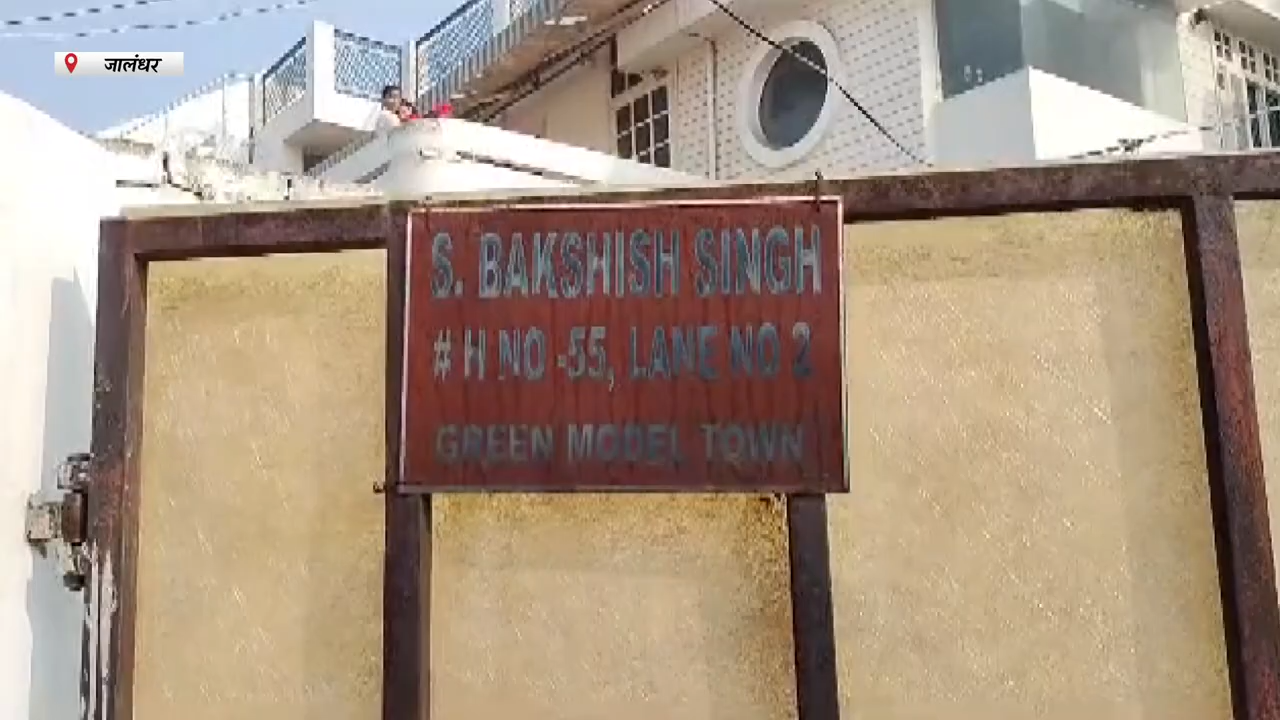 जालंधर
S. BAKSHISH SINGH
# H NO -55, LANE NO 2
GREEN MODEL TOWN